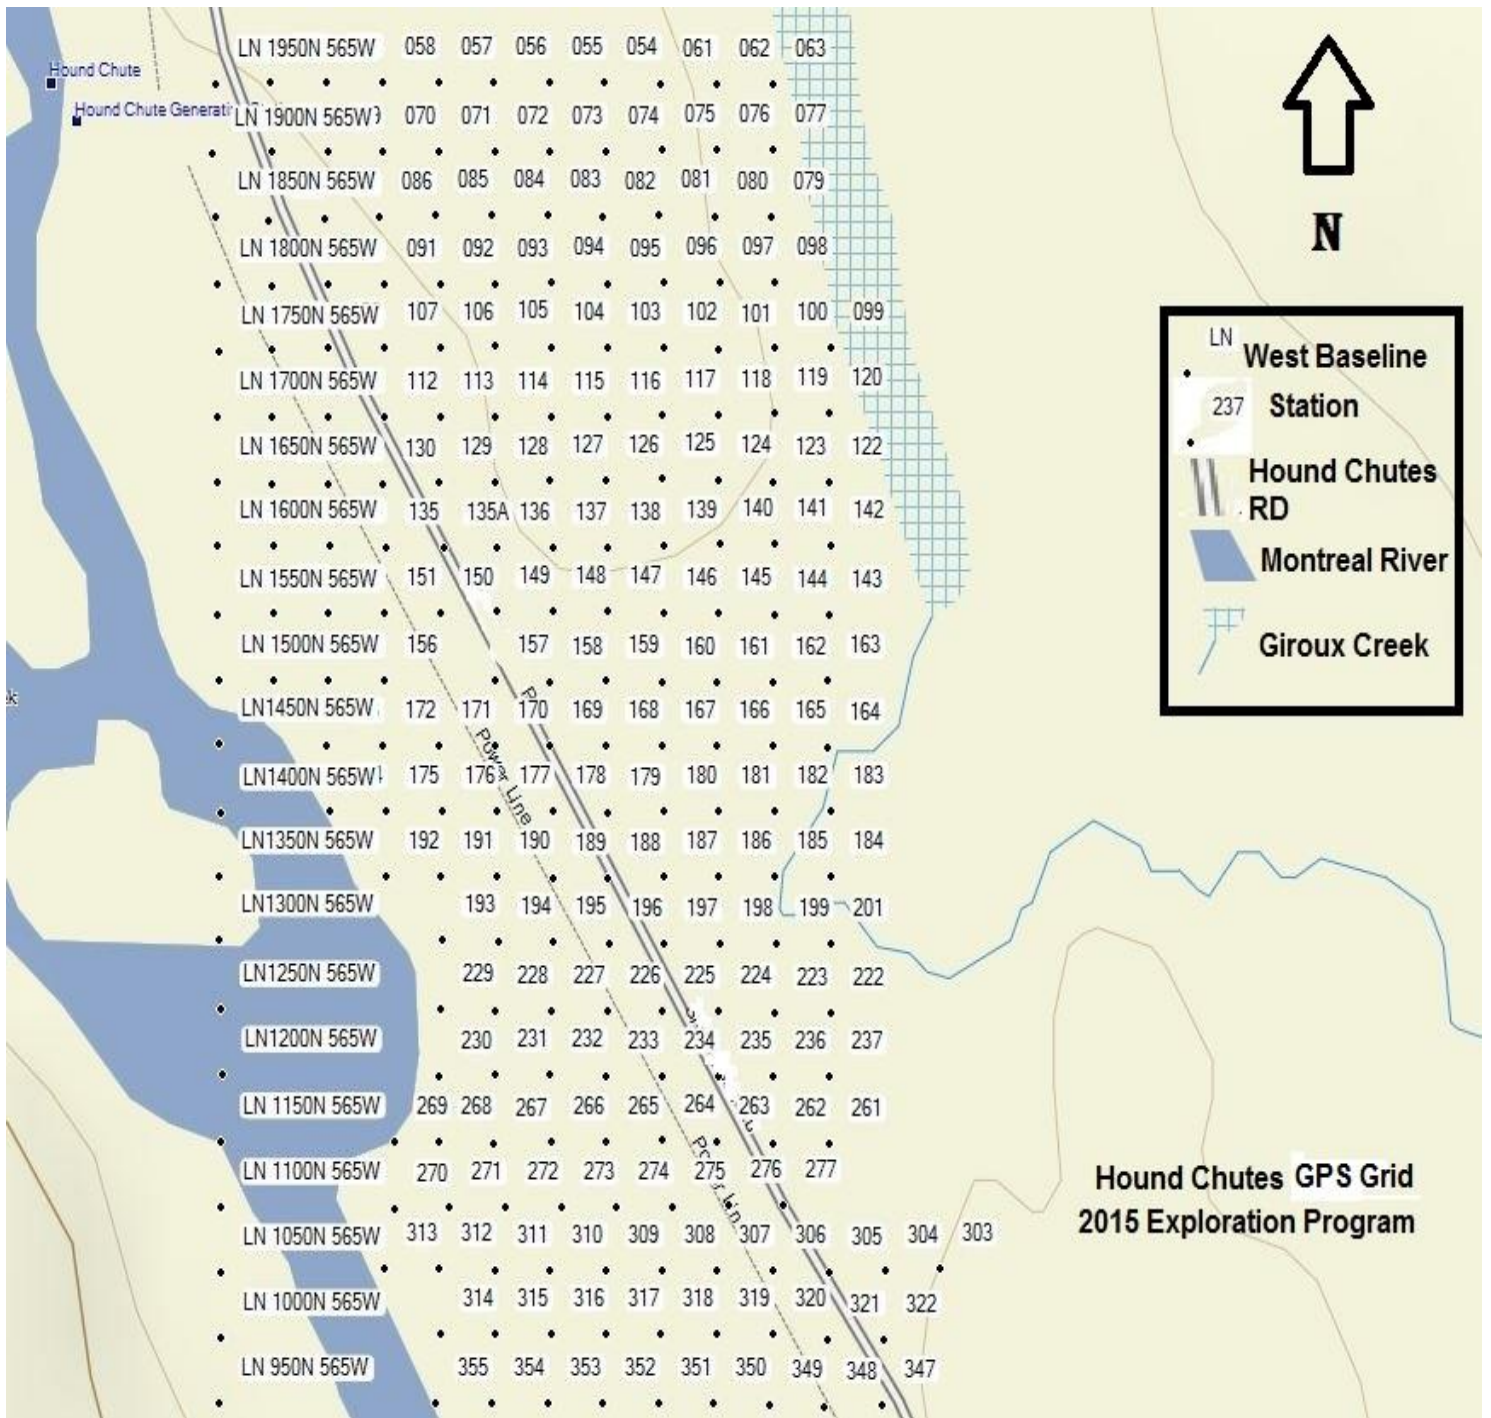 LN 1950N 565W 058 057 056 055 054 061 062 063
Hound Chute
Hound Chute Generati
LN 1900N 565W 070 071 072 073 074 075 076 077
LN 1850N 565W 086 085 084 083 082 081 080 079
N
LN 1800N 565W 091 092 093 094 095 096 097 098
LN 1750N 565W 107 106 105 104 103 102 101 100 099
LN West Baseline
LN 1700N 565W 112 113 114 115 116 117 118 119 120
237 Station
LN 1650N 565W 130 129 128 127 126 125 124 123 122
Hound Chutes
RD
LN 1600N 565W 135 135A 136 137 138 139 140 141 142
Montreal River
LN 1550N 565W 151 150 149 148 147 146 145 144 143
Giroux Creek
LN 1500N 565W 156 157 158 159 160 161 162 163
LN1450N 565W 172 171 170 169 168 167 166 165 164
Power Line
LN1400N 565W 175 176 177 178 179 180 181 182 183
LN1350N 565W 192 191 190 189 188 187 186 185 184
LN1300N 565W 193 194 195 196 197 198 199 201
LN1250N 565W 229 228 227 226 225 224 223 222
LN1200N 565W 230 231 232 233 234 235 236 237
LN 1150N 565W 269 268 267 266 265 264 263 262 261
LN 1100N 565W 270 271 272 273 274 275 276 277
Hound Chutes GPS Grid
2015 Exploration Program
LN 1050N 565W 313 312 311 310 309 308 307 306 305 304 303
LN 1000N 565W 314 315 316 317 318 319 320 321 322
LN 950N 565W 355 354 353 352 351 350 349 348 347